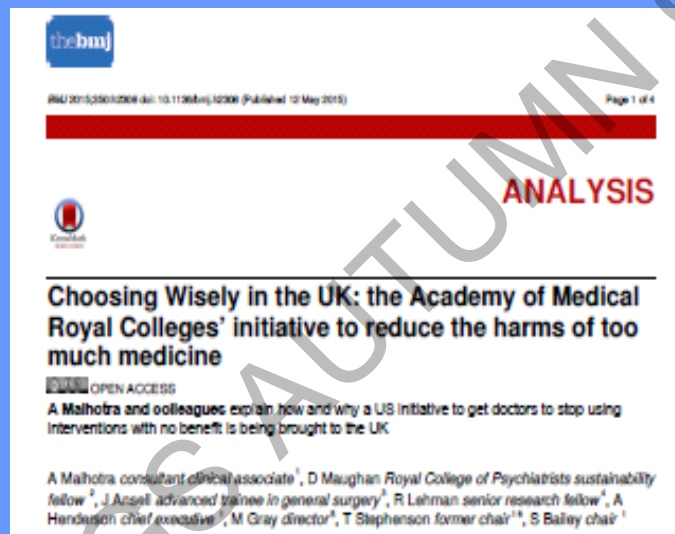 thebmj
BMJ 2015;350:h2308 doi: 10.1136/bmj.h2308 (Published 12 May 2015) Page 1 of 4
ANALYSIS
Choosing Wisely in the UK: the Academy of Medical
Royal Colleges’ initiative to reduce the harms of too
much medicine
OPEN ACCESS
A Malhotra and colleagues explain how and why a US initiative to get doctors to stop using
interventions with no benefit is being brought to the UK
A Malhotra consultant clinical associate, D Maughan Royal College of Psychiatrists sustainability
fellow, J Ansell advanced trainee in general surgery, R Lehman senior research fellow, A
Henderson chief executive, M Gray director, T Stephenson former chair, S Bailey chair
GS AUTUMN